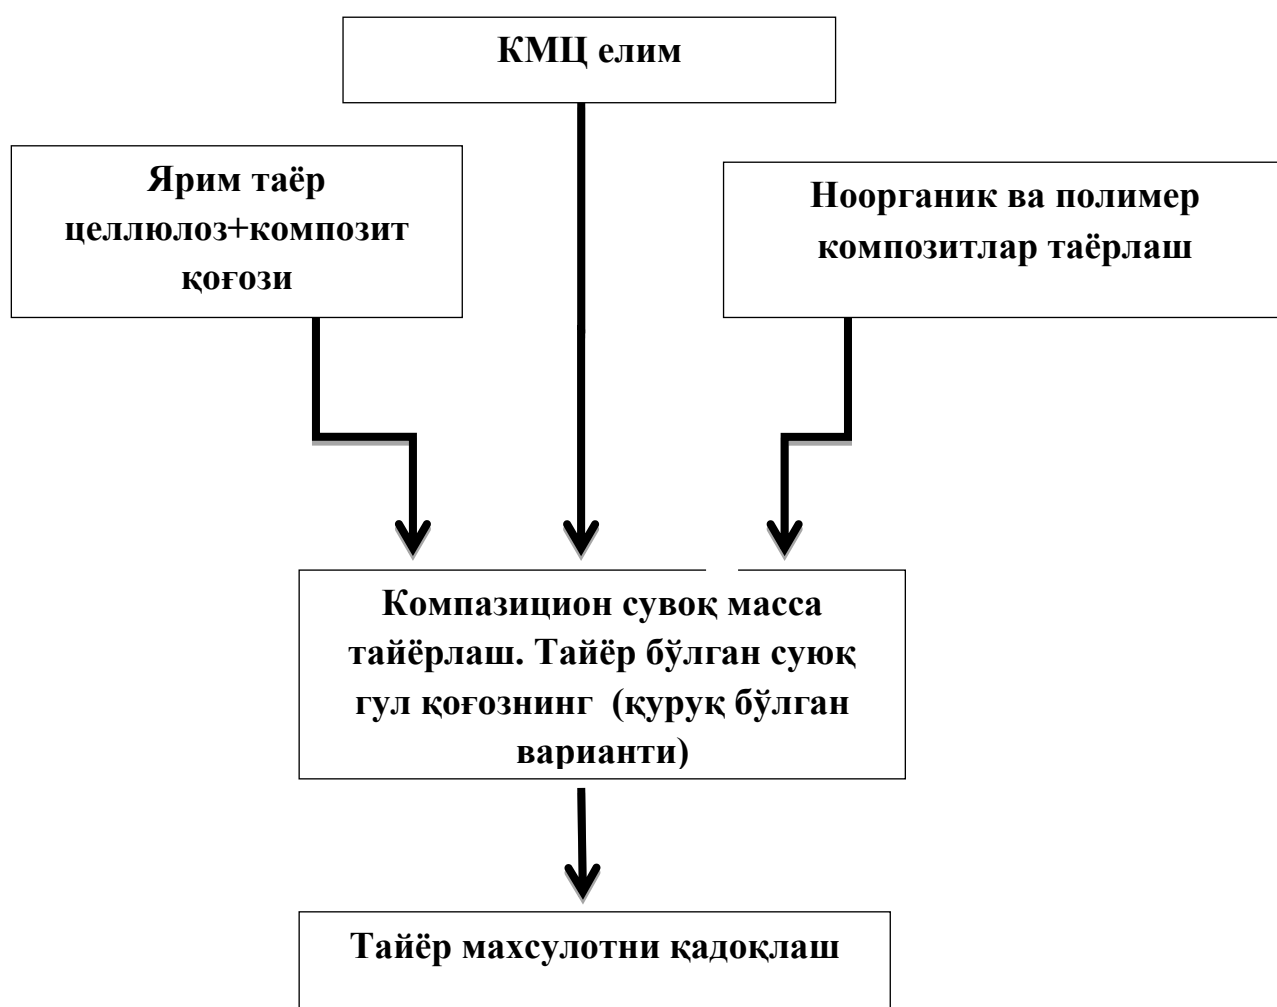 КМЦ елим
Ярим таёр
целлюлоз+композит
қоғози
Ноорганик ва полимер
композитлар таёрлаш
Компазицион сувоқ масса
тайёрлаш. Тайёр бўлган суюқ
гул қоғознинг (қуруқ бўлган
варианти)
Тайёр махсулотни қадоқлаш